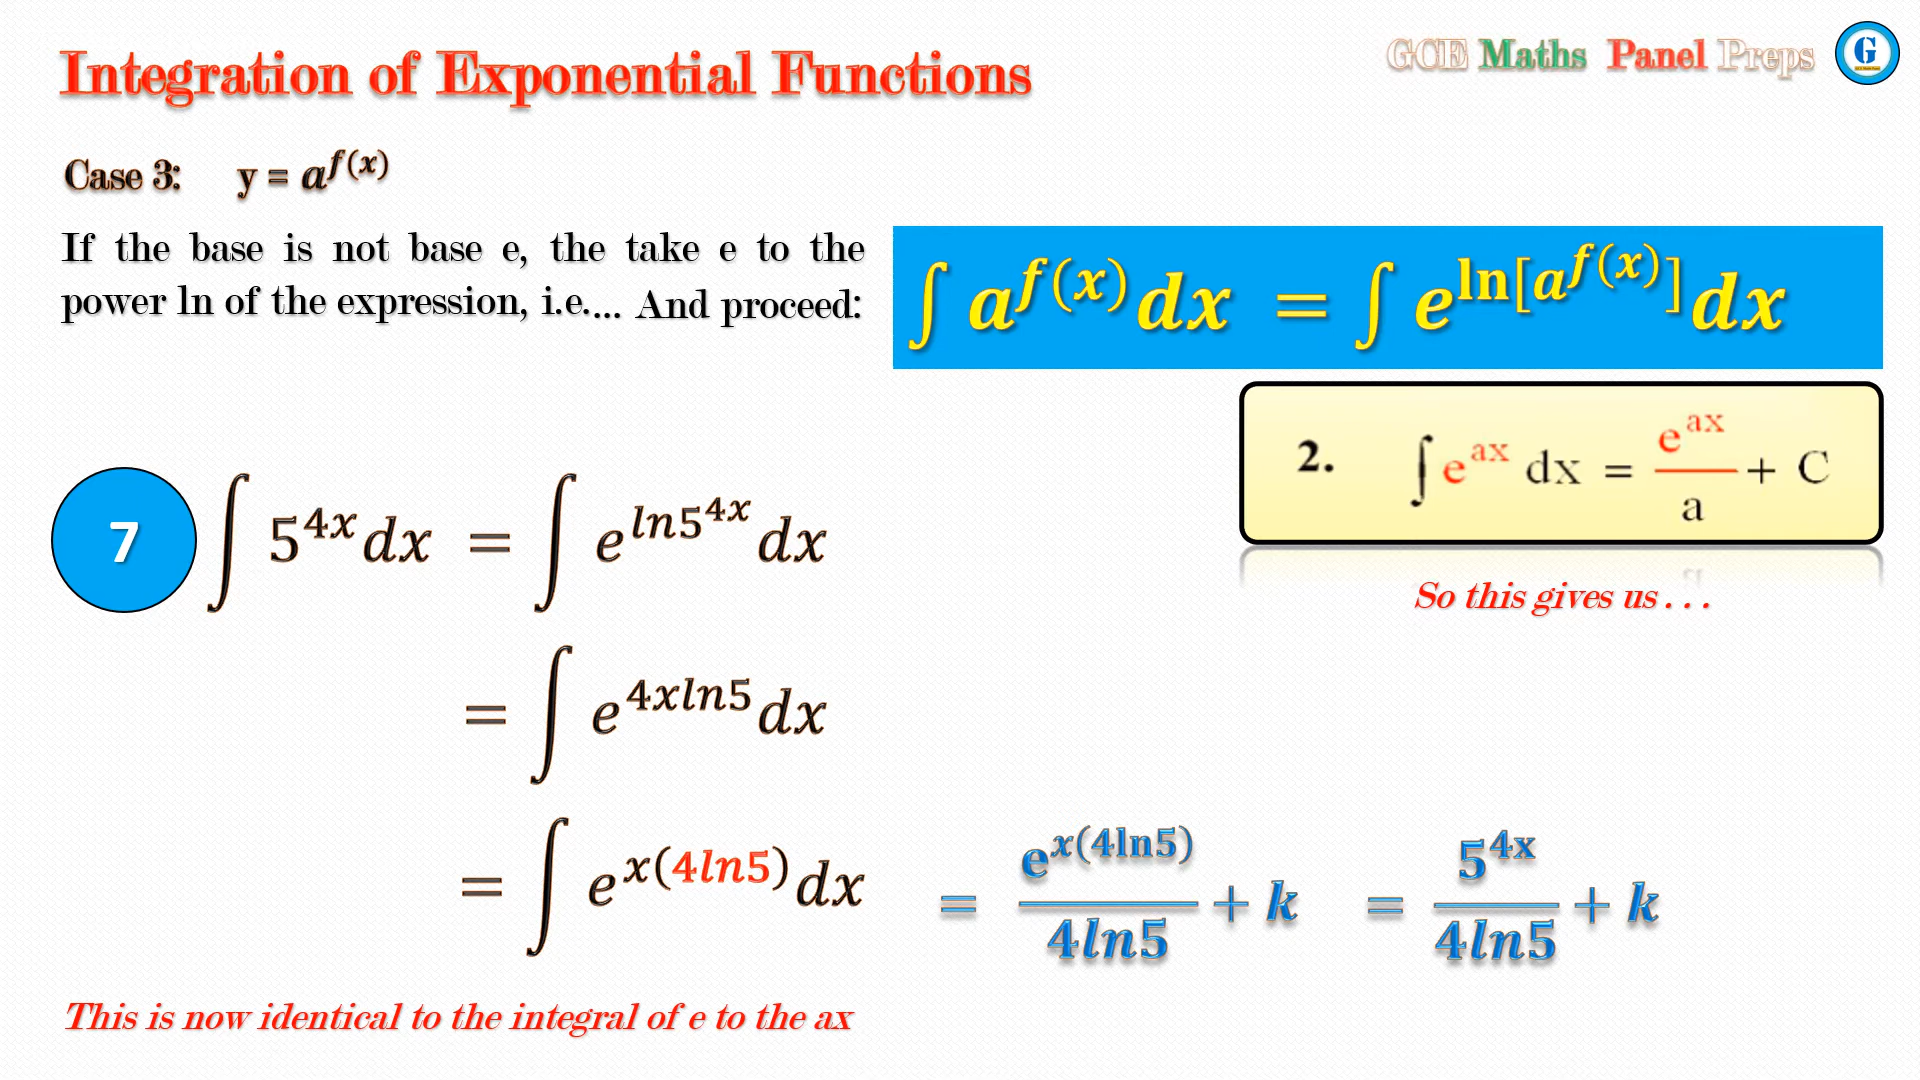 Integration of Exponential Functions
GCE Maths Panel Preps
G
Case 3: y = a^{f(x)}
If the base is not base e, the take e to the
power ln of the expression, i.e.... And proceed:
∫ a^{f(x)} dx = ∫ e^{ln[a^{f(x)}]} dx
2. ∫ e^{ax} dx = \frac{e^{ax}}{a} + C
So this gives us . . .
7
∫ 5^{4x} dx = ∫ e^{ln5^{4x}} dx
= ∫ e^{4xln5} dx
= ∫ e^{x(4ln5)} dx = \frac{e^{x(4ln5)}}{4ln5} + k = \frac{5^{4x}}{4ln5} + k
This is now identical to the integral of e to the ax